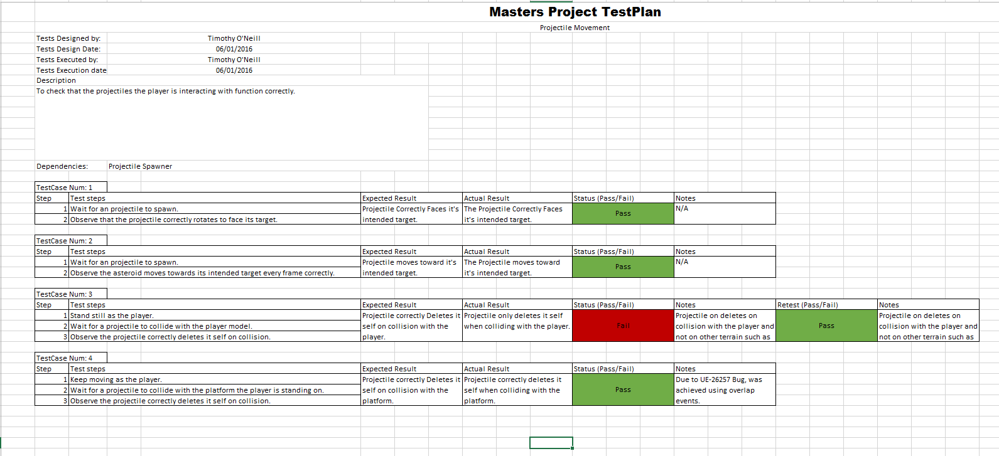 Masters Project TestPlan
Projectile Movement
Tests Designed by: Timothy O'Neill
Tests Design Date: 06/01/2016
Tests Executed by: Timothy O'Neill
Tests Execution date 06/01/2016
Description
To check that the projectiles the player is interacting with function correctly.
Dependencies: Projectile Spawner
TestCase Num: 1
Step Test steps Expected Result Actual Result Status (Pass/Fail) Notes
1 Wait for an projectile to spawn. Projectile Correctly Faces it's The Projectile Correctly Faces Pass N/A
2 Observe that the projectile correctly rotates to face its target. intended target. it's intended target.
TestCase Num: 2
Step Test steps Expected Result Actual Result Status (Pass/Fail) Notes
1 Wait for an projectile to spawn. Projectile moves toward it's The Projectile moves toward Pass N/A
2 Observe the asteroid moves towards its intended target every frame correctly. intended target. it's intended target.
TestCase Num: 3
Step Test steps Expected Result Actual Result Status (Pass/Fail) Notes Retest (Pass/Fail) Notes
1 Stand still as the player. Projectile correctly Deletes it Projectile only deletes it self Projectile on deletes on Projectile on deletes on
2 Wait for a projectile to collide with the player model. self on collision with the when colliding with the player. Fail collision with the player and Pass collision with the player and
3 Observe the projectile correctly deletes it self on collision. player. not on other terrain such as not on other terrain such as
TestCase Num: 4
Step Test steps Expected Result Actual Result Status (Pass/Fail) Notes
1 Keep moving as the player. Projectile correctly Deletes it Projectile correctly deletes it Due to UE-26257 Bug, was
2 Wait for a projectile to collide with the platform the player is standing on. self on collision with the self when colliding with the Pass achieved using overlap
3 Observe the projectile correctly deletes it self on collision. platform. platform. events.